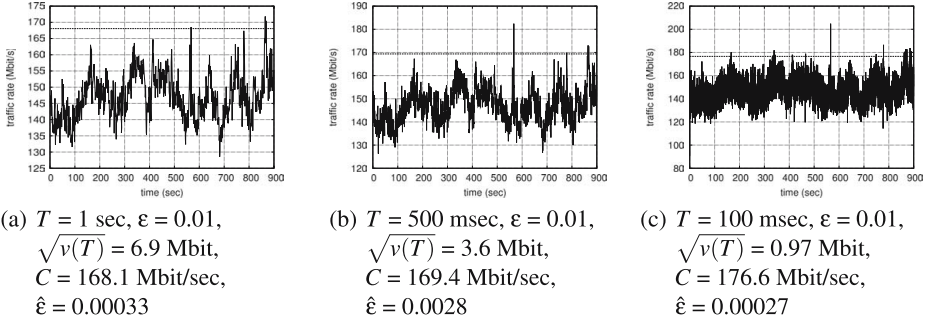 175
170
165
160
155
150
145
140
135
130
125
traffic rate (Mbit/s)
0 100 200 300 400 500 600 700 800 900
time (sec)
190
180
170
160
150
140
130
120
traffic rate (Mbit/s)
0 100 200 300 400 500 600 700 800 900
time (sec)
220
200
180
160
140
120
100
80
traffic rate (Mbit/s)
0 100 200 300 400 500 600 700 800 900
time (sec)
(a) T = 1 sec, ε = 0.01,
√v(T) = 6.9 Mbit,
C = 168.1 Mbit/sec,
ε̂ = 0.00033
(b) T = 500 msec, ε = 0.01,
√v(T) = 3.6 Mbit,
C = 169.4 Mbit/sec,
ε̂ = 0.0028
(c) T = 100 msec, ε = 0.01,
√v(T) = 0.97 Mbit,
C = 176.6 Mbit/sec,
ε̂ = 0.00027